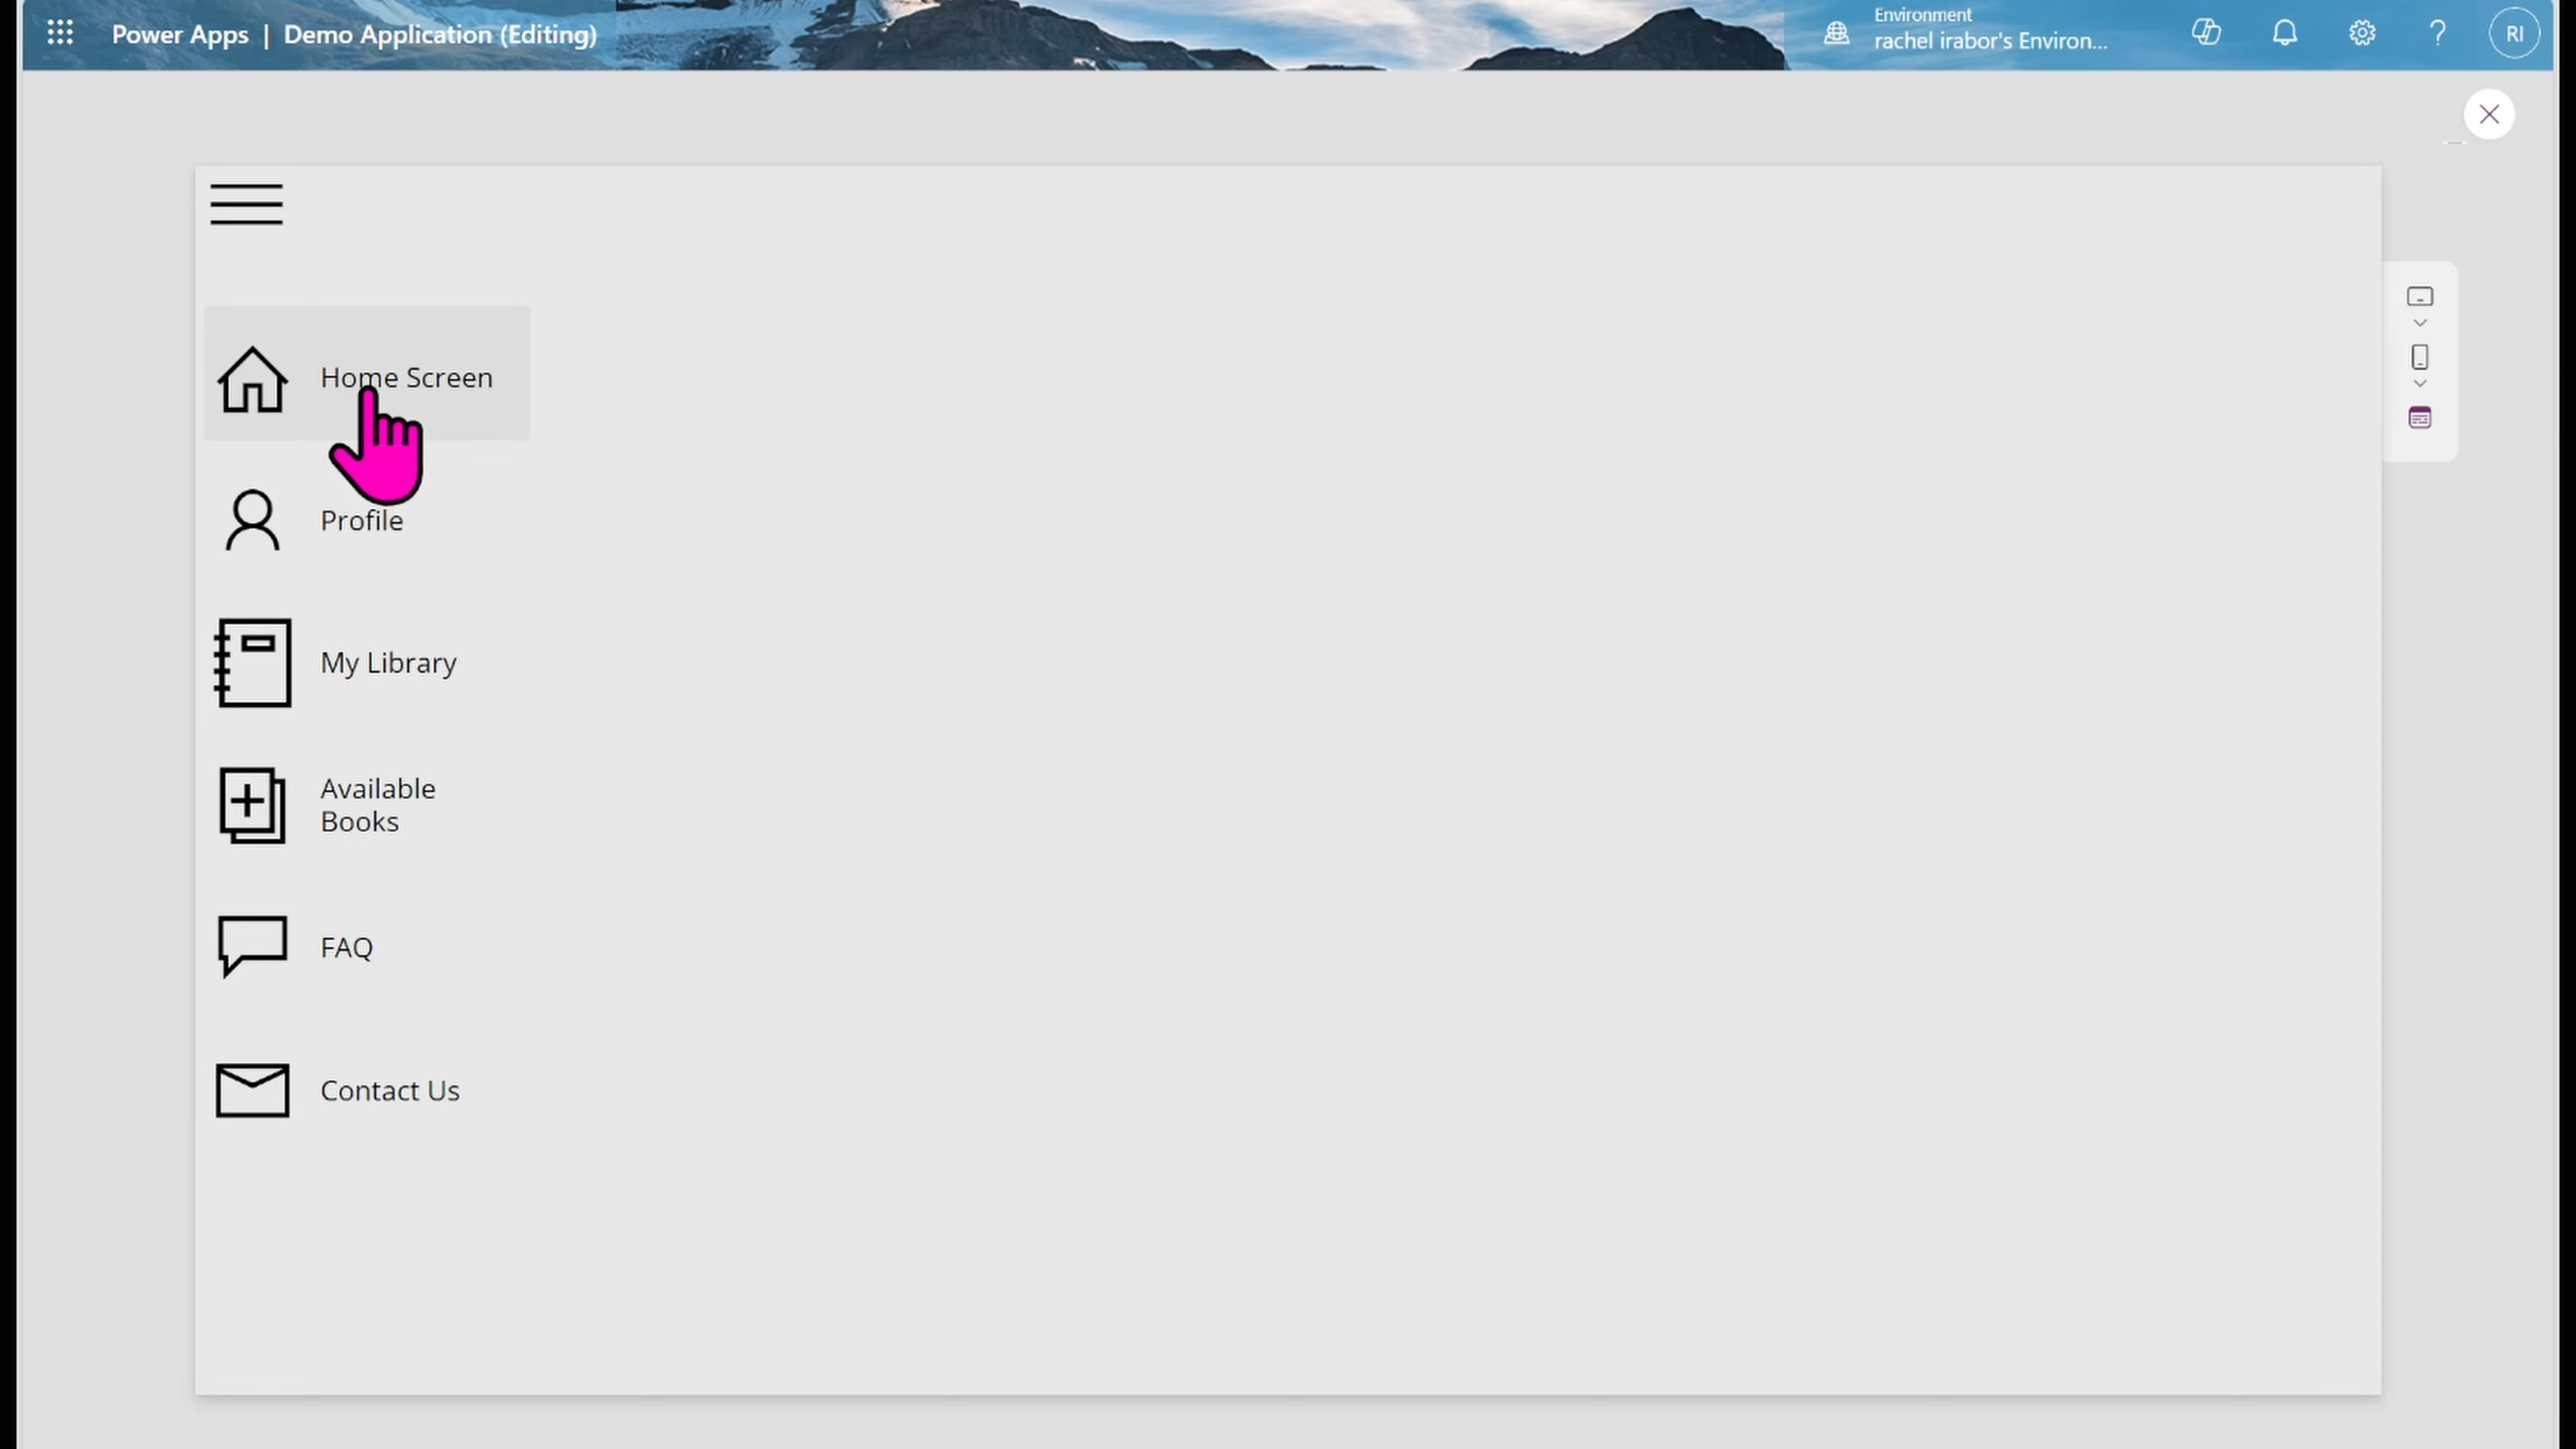 Power Apps | Demo Application (Editing)
Environment
rachel irabor's Environ...
RI
Home Screen
Profile
My Library
Available
Books
FAQ
Contact Us